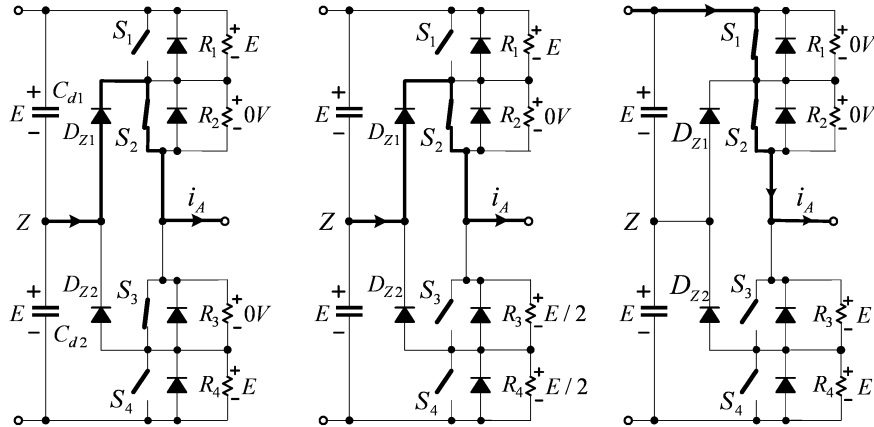 S1 R1 + − E
+ − E Cd1 DZ1 S2 R2 + − 0V
Z iA
+ − E Cd2 DZ2 S3 R3 + − 0V
S4 R4 + − E
S1 R1 + − E
+ − E DZ1 S2 R2 + − 0V
Z iA
+ − E DZ2 S3 R3 + − E/2
S4 R4 + − E/2
S1 R1 + − 0V
+ − E DZ1 S2 R2 + − 0V
Z iA
+ − E DZ2 S3 R3 + − E
S4 R4 + − E